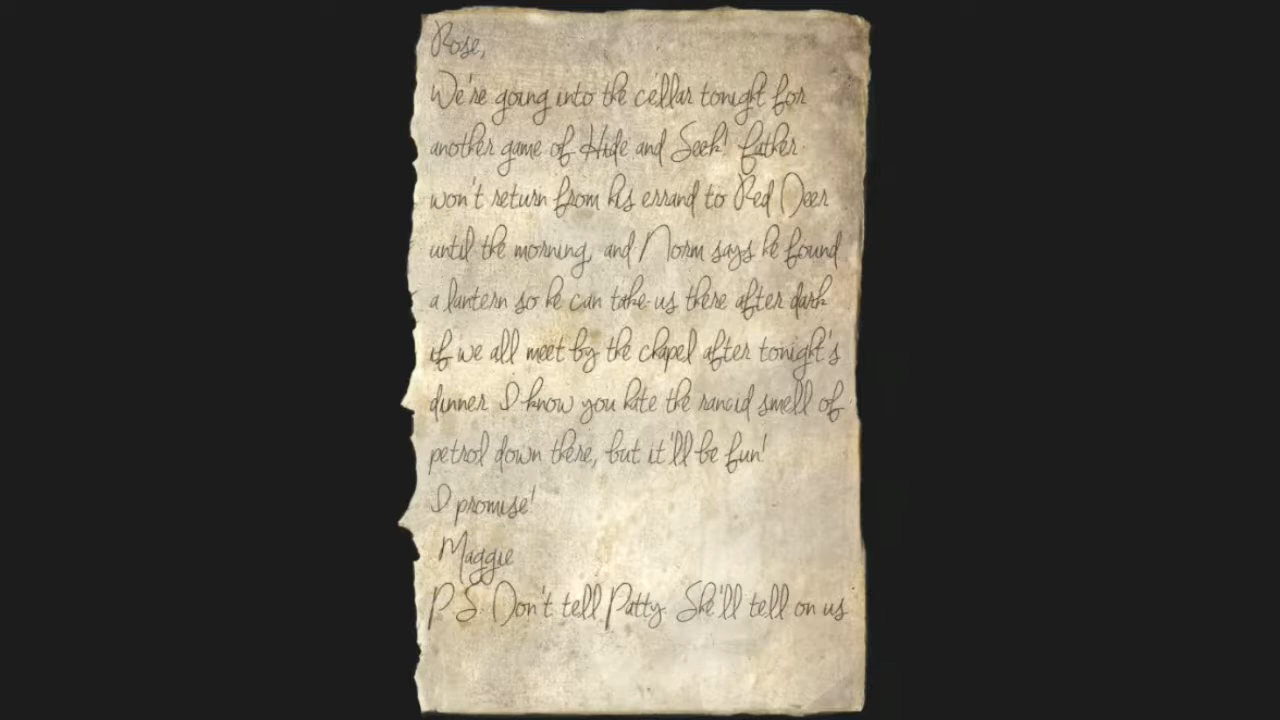 Rose,
We're going into the cellar tonight for
another game of Hide and Seek! Father
won't return from his errand to Red Deer
until the morning, and Norm says he found
a lantern so he can take us there after dark
if we all meet by the chapel after tonight's
dinner. I know you hate the rancid smell of
petrol down there, but it'll be fun!
I promise!
Maggie
P.S. Don't tell Patty. She'll tell on us